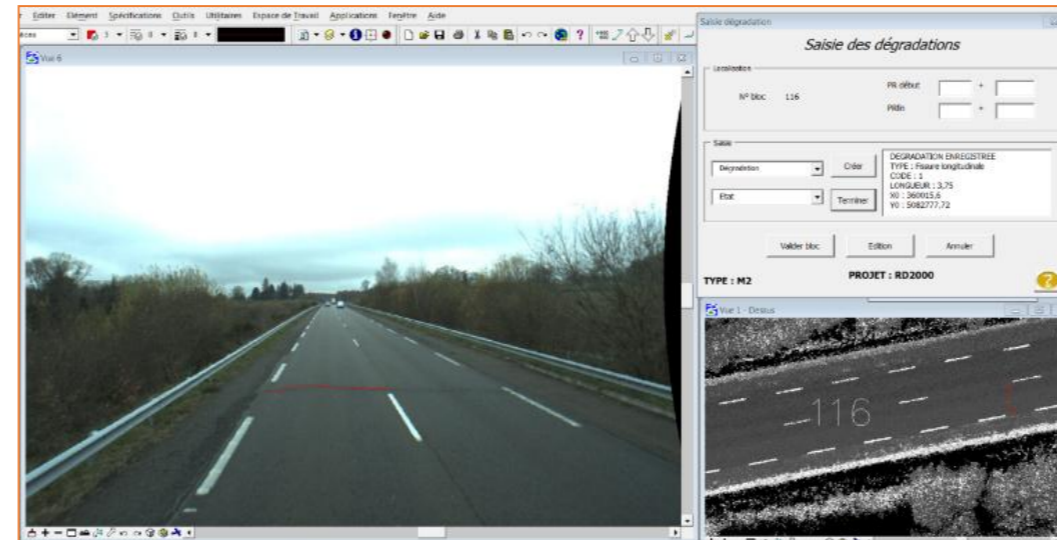 Editer Elément Spécifications Outils Utilitaires Espace de Travail Applications Fenêtre Aide
Vue 6
Saisie dégradation
Saisie des dégradations
Localisation
N° bloc 116
PR début +
PRfin +
Saisie
Dégradation
Créer
Etat
Terminer
DEGRADATION ENREGISTREE
TYPE : Fissure longitudinale
CODE : 1
LONGUEUR : 3,75
X0 : 360015,6
Y0 : 5082777,72
Valider bloc
Edition
Annuler
TYPE : M2
PROJET : RD2000
Vue 1 - Dessus
116